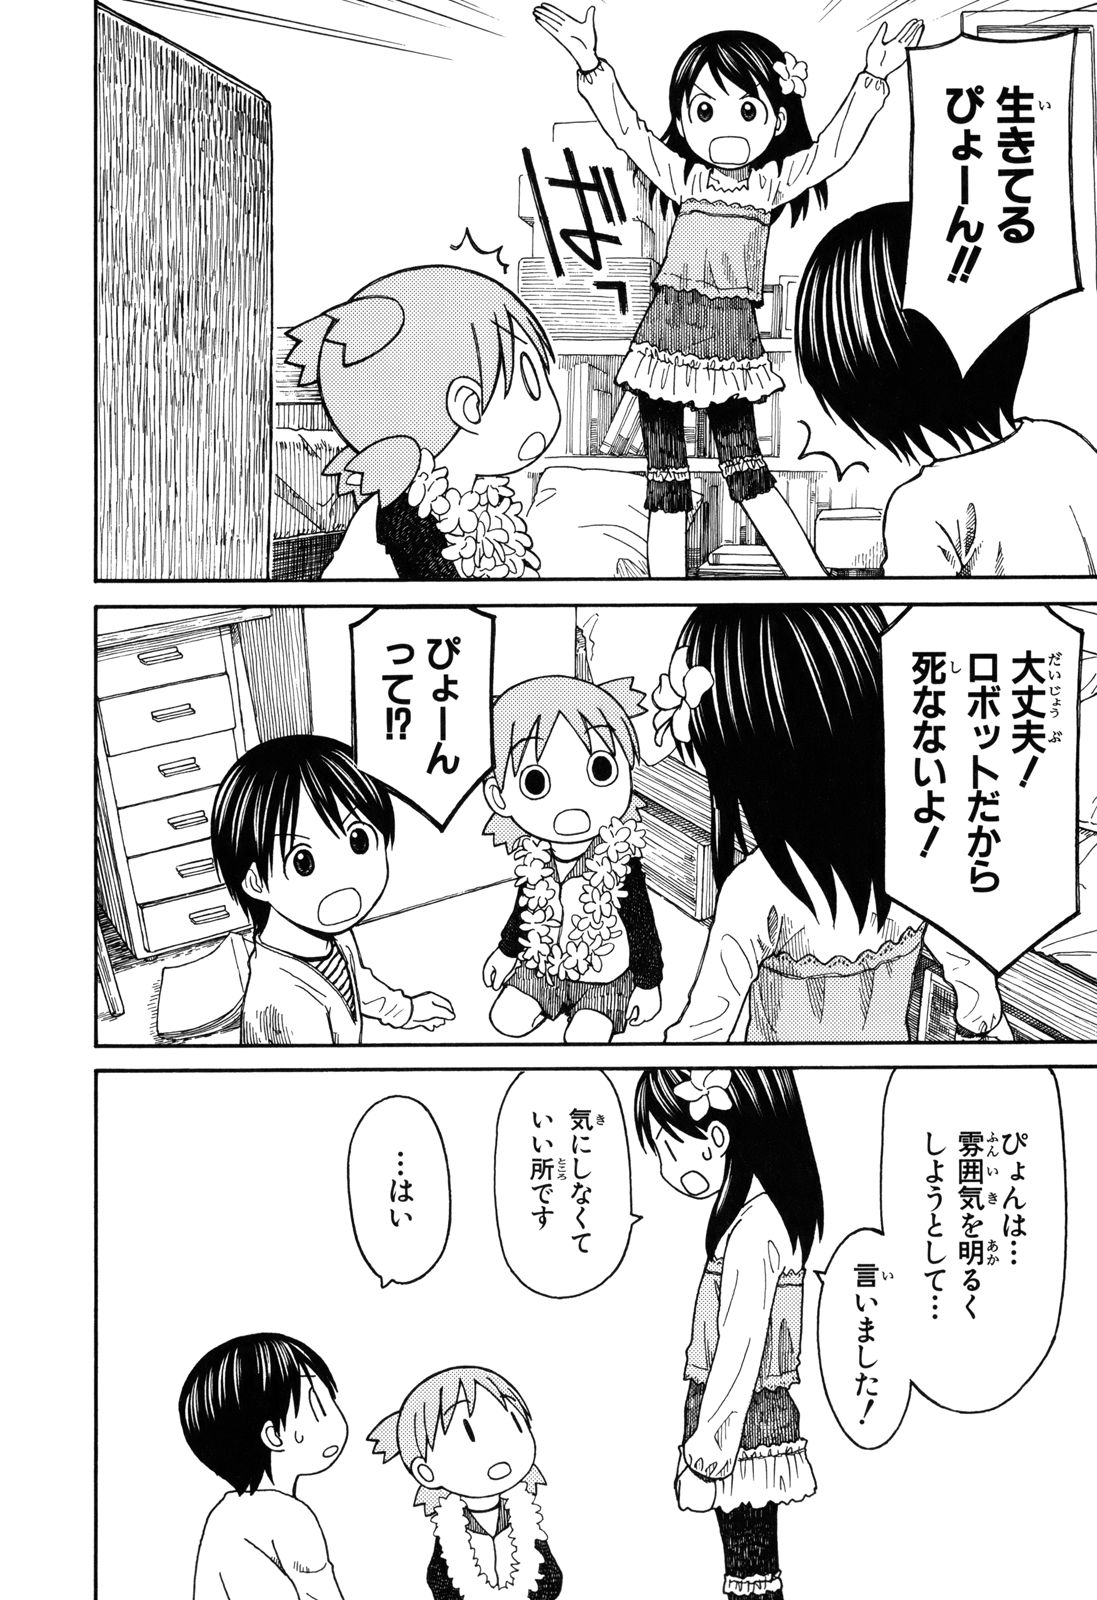 生きてる
ぴょーん!!
ぎょっ
大丈夫!
ロボットだから
死なないよ!
ぴょーん
って!?
ぴょんは…
雰囲気を明るく
しようとして…
言いました!
気にしなくて
いい所です
…はい